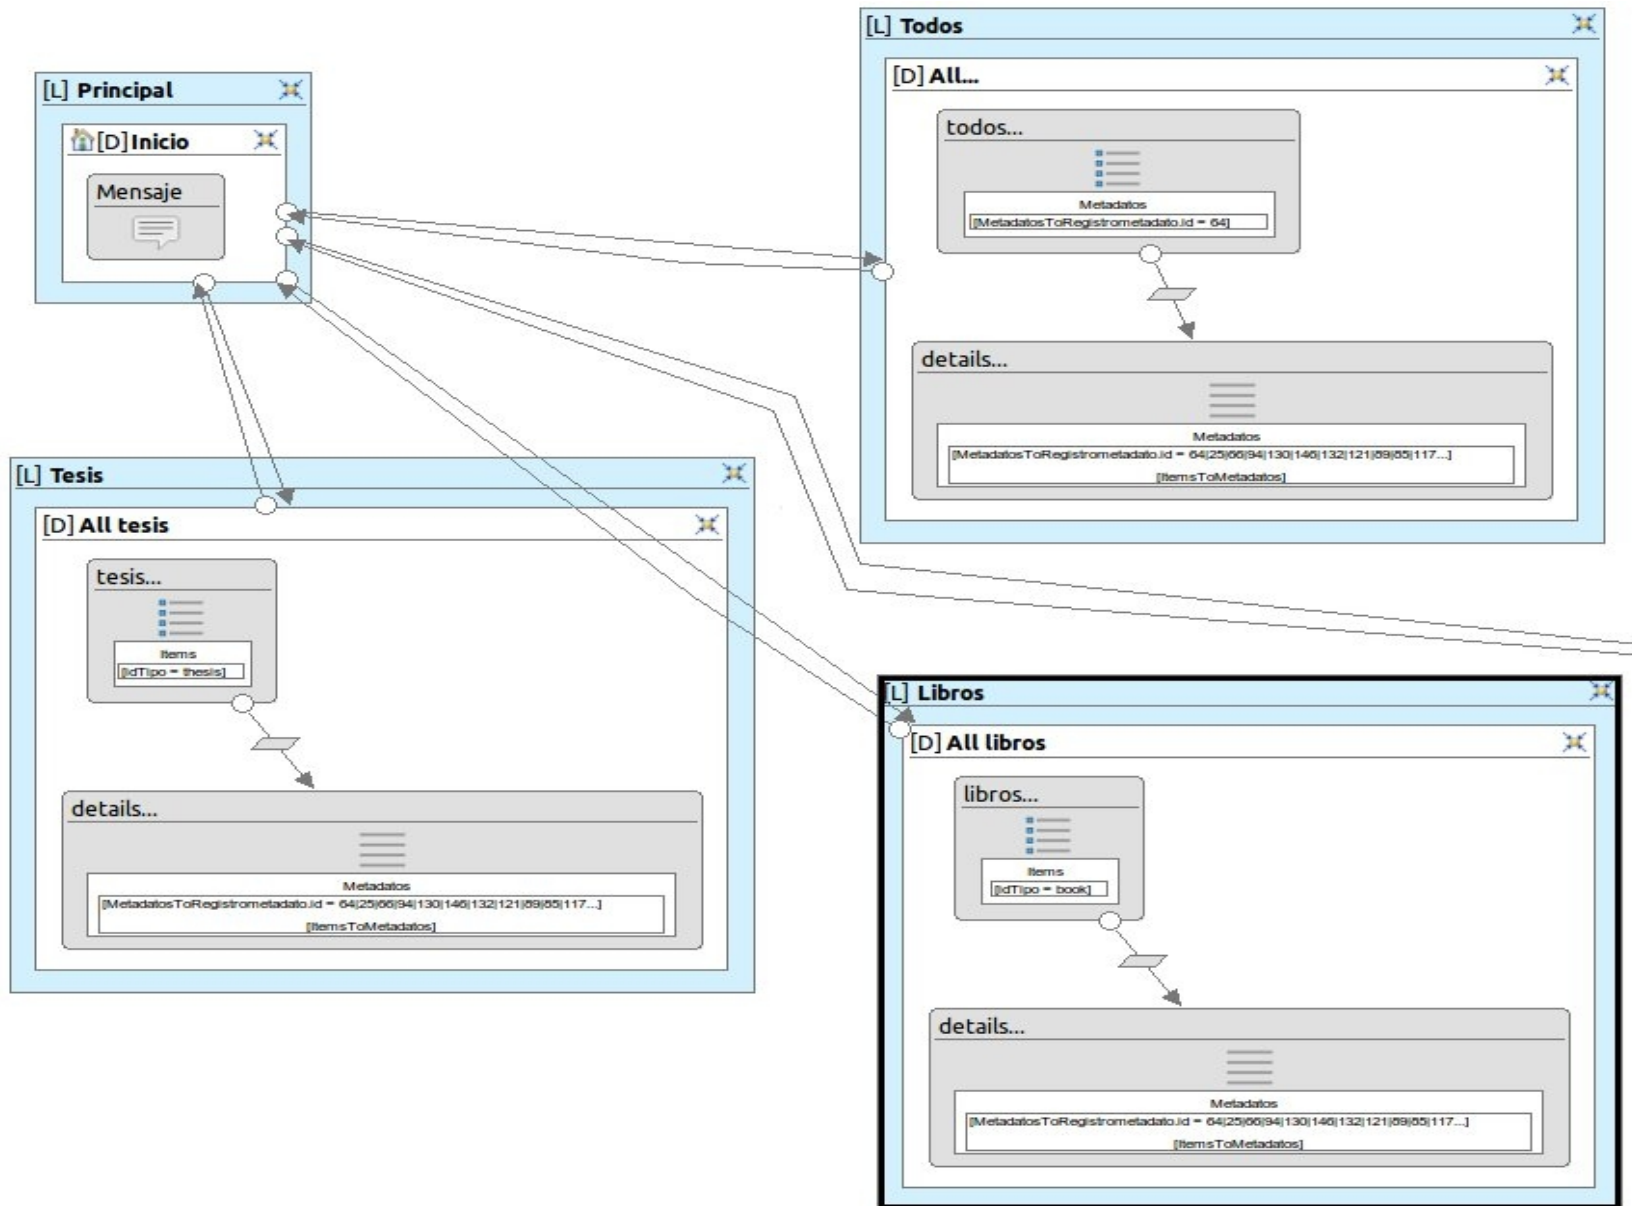 [L] Principal
[D] Inicio
Mensaje
[L] Todos
[D] All...
todos...
Metadatos
[MetadatosToRegistrometadato.id = 64]
details...
Metadatos
[MetadatosToRegistrometadato.id = 64|25|66|94|130|146|132|121|89|85|117...]
[ItemsToMetadatos]
[L] Tesis
[D] All tesis
tesis...
Items
[idTipo = thesis]
details...
Metadatos
[MetadatosToRegistrometadato.id = 64|25|66|94|130|146|132|121|89|85|117...]
[ItemsToMetadatos]
[L] Libros
[D] All libros
libros...
Items
[idTipo = book]
details...
Metadatos
[MetadatosToRegistrometadato.id = 64|25|66|94|130|146|132|121|89|85|117...]
[ItemsToMetadatos]